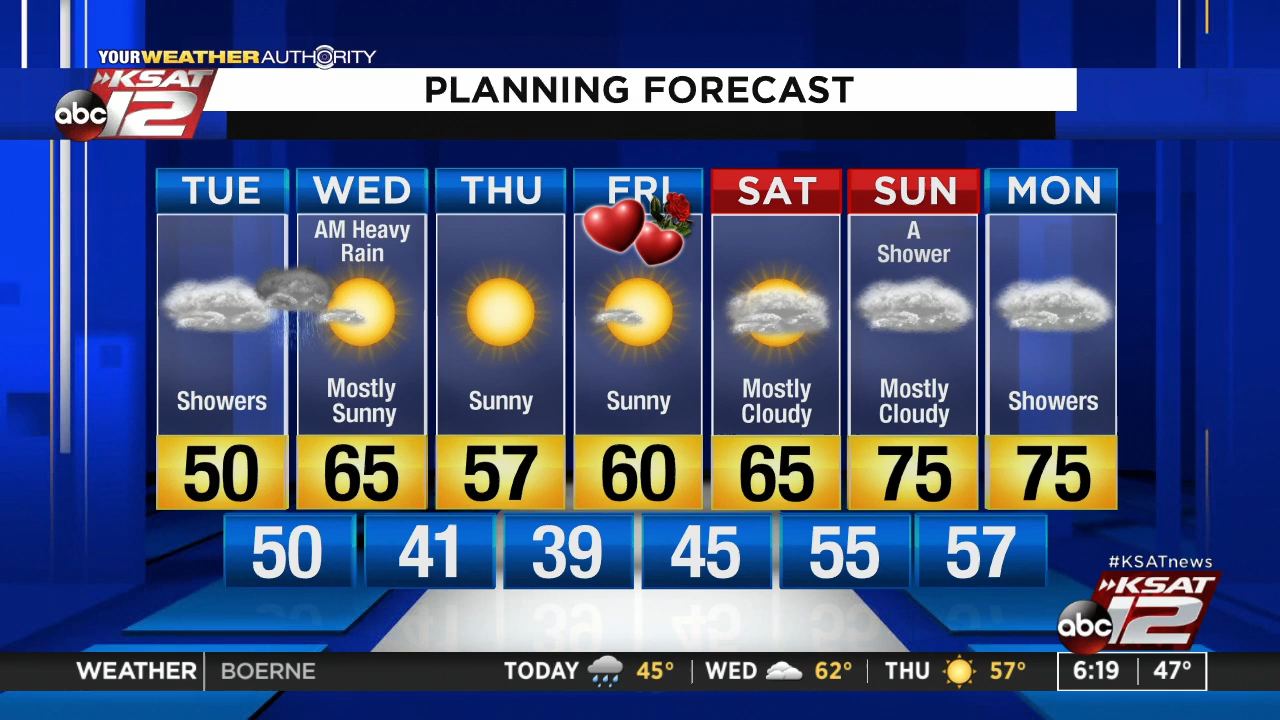 YOURWEATHERAUTHORITY
KSAT
abc 12
PLANNING FORECAST
TUE WED THU FRI SAT SUN MON
AM Heavy
Rain
A
Shower
Showers
Mostly
Sunny
Sunny
Sunny
Mostly
Cloudy
Mostly
Cloudy
Showers
50 65 57 60 65 75 75
50 41 39 45 55 57
#KSATnews
KSAT
abc 12
WEATHER BOERNE TODAY 45° WED 62° THU 57° 6:19 47°